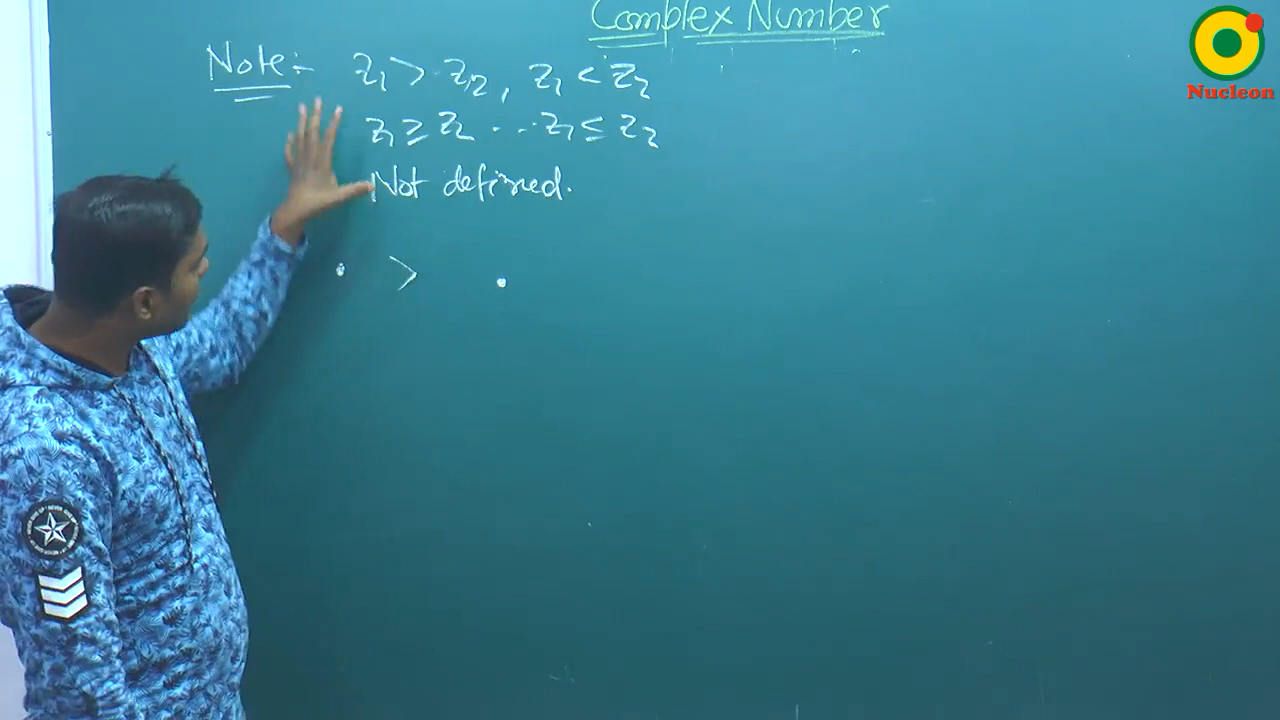 Complex Number
Nucleon
Note:- z₁ > z₂, z₁ < z₂
z₁ ≥ z₂ ... z₁ ≤ z₂
Not defined.
. > .